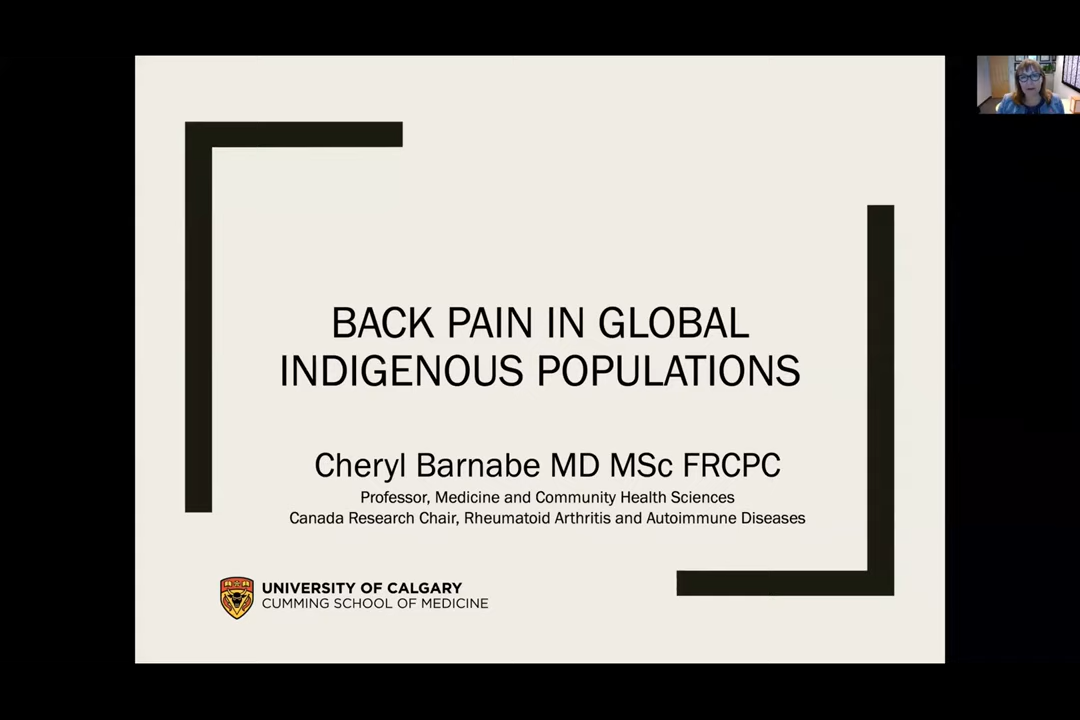 BACK PAIN IN GLOBAL
INDIGENOUS POPULATIONS
Cheryl Barnabe MD MSc FRCPC
Professor, Medicine and Community Health Sciences
Canada Research Chair, Rheumatoid Arthritis and Autoimmune Diseases
UNIVERSITY OF CALGARY
CUMMING SCHOOL OF MEDICINE